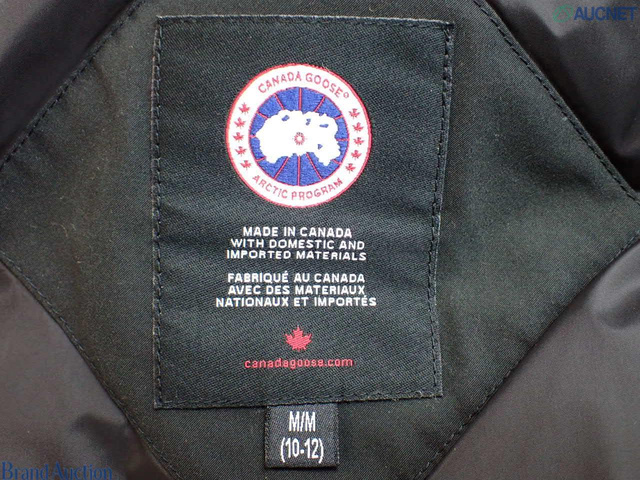 AUCNET
CANADA GOOSE®
ARCTIC PROGRAM
MADE IN CANADA
WITH DOMESTIC AND
IMPORTED MATERIALS
FABRIQUÉ AU CANADA
AVEC DES MATERIAUX
NATIONAUX ET IMPORTÉS
canadagoose.com
M/M
(10-12)
Brand Auction